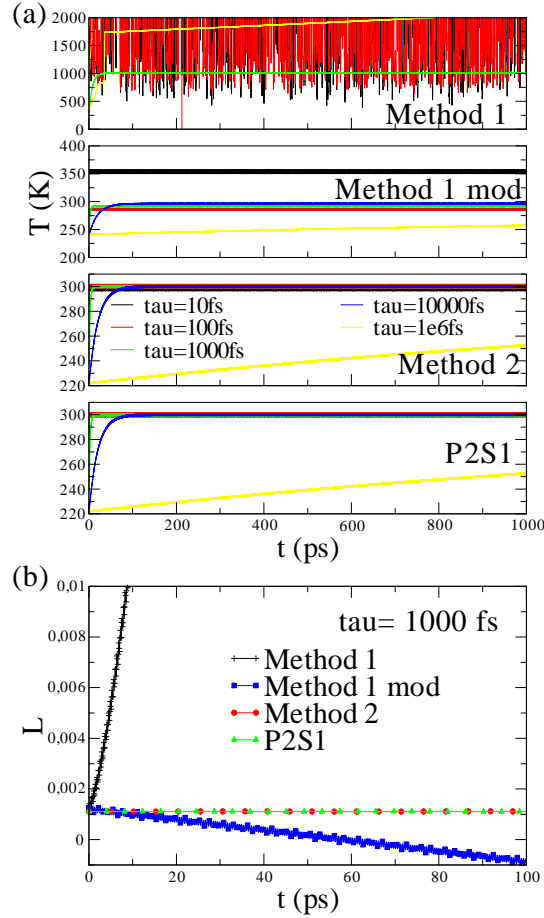 (a)
2000
1500
1000
500
0
Method 1
400
350
300
250
200
Method 1 mod
T (K)
300
280
260
240
220
tau=10fs tau=10000fs
tau=100fs tau=1e6fs
tau=1000fs
Method 2
300
280
260
240
220
P2S1
0 200 400 600 800 1000
t (ps)
(b)
0,01
0,008
0,006
0,004
0,002
0
L
tau= 1000 fs
Method 1
Method 1 mod
Method 2
P2S1
0 20 40 60 80 100
t (ps)